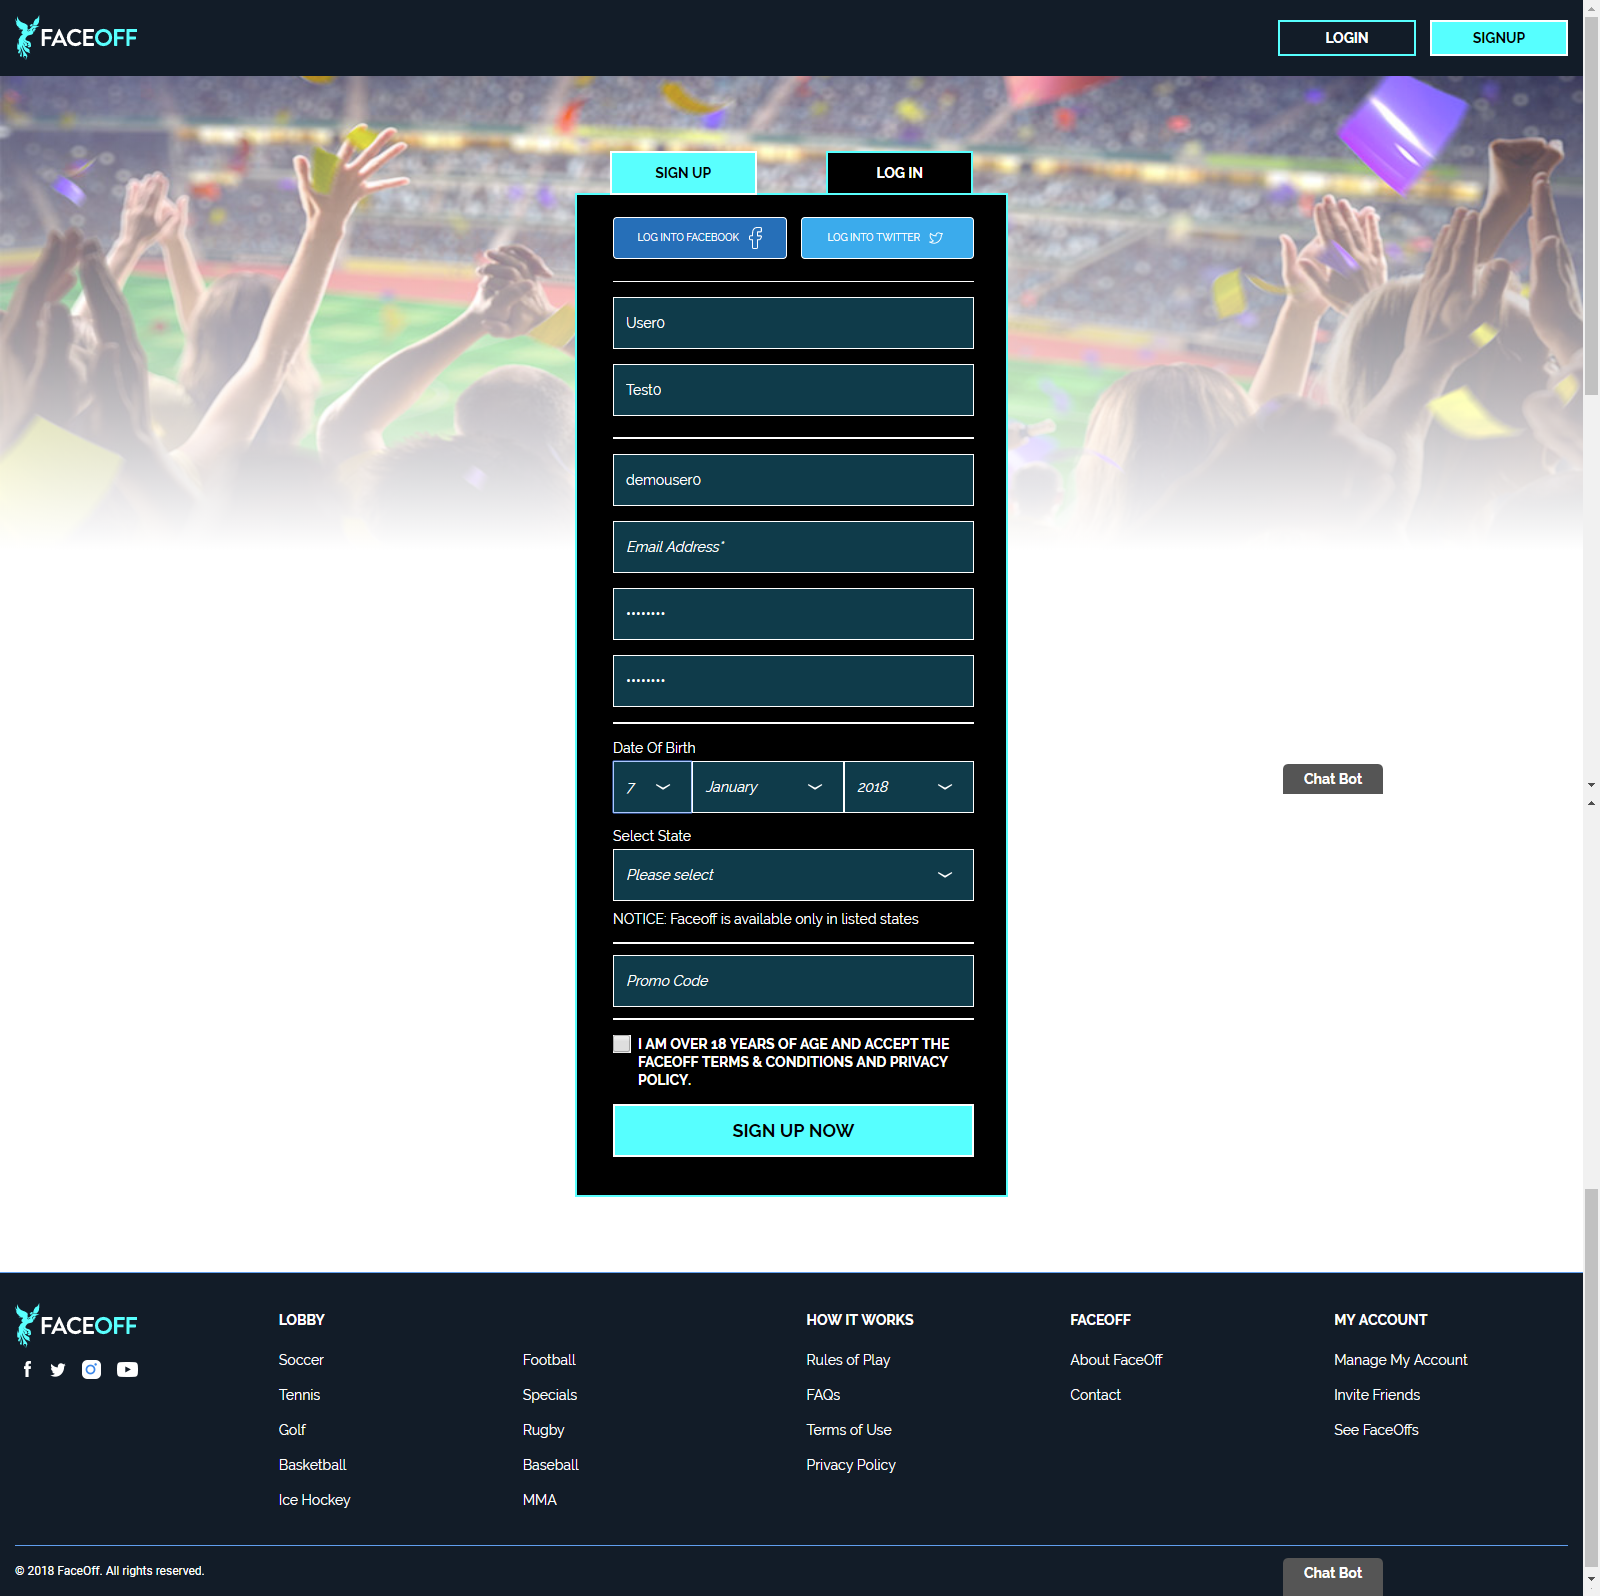 FACEOFF
LOGIN
SIGNUP
SIGN UP
LOG IN
LOG INTO FACEBOOK
LOG INTO TWITTER
User0
Test0
demouser0
Email Address*
••••••••
••••••••
Date Of Birth
7
January
2018
Chat Bot
Select State
Please select
NOTICE: Faceoff is available only in listed states
Promo Code
I AM OVER 18 YEARS OF AGE AND ACCEPT THE
FACEOFF TERMS & CONDITIONS AND PRIVACY
POLICY.
SIGN UP NOW
FACEOFF
LOBBY
Soccer
Tennis
Golf
Basketball
Ice Hockey
Football
Specials
Rugby
Baseball
MMA
HOW IT WORKS
Rules of Play
FAQs
Terms of Use
Privacy Policy
FACEOFF
About FaceOff
Contact
MY ACCOUNT
Manage My Account
Invite Friends
See FaceOffs
© 2018 FaceOff. All rights reserved.
Chat Bot